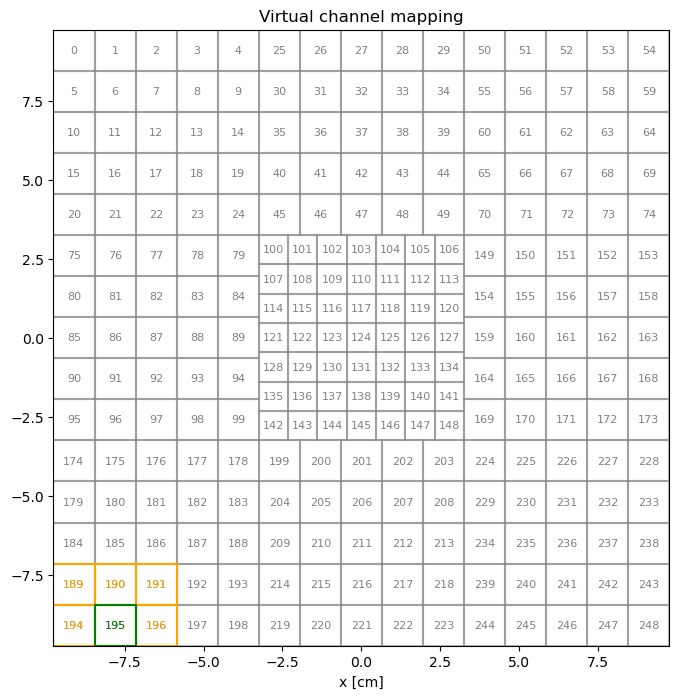 Virtual channel mapping
0 1 2 3 4 25 26 27 28 29 50 51 52 53 54
7.5 5 6 7 8 9 30 31 32 33 34 55 56 57 58 59
10 11 12 13 14 35 36 37 38 39 60 61 62 63 64
5.0 15 16 17 18 19 40 41 42 43 44 65 66 67 68 69
20 21 22 23 24 45 46 47 48 49 70 71 72 73 74
2.5 75 76 77 78 79 100 101 102 103 104 105 106 149 150 151 152 153
107 108 109 110 111 112 113
80 81 82 83 84 114 115 116 117 118 119 120 154 155 156 157 158
0.0 85 86 87 88 89 121 122 123 124 125 126 127 159 160 161 162 163
90 91 92 93 94 128 129 130 131 132 133 134 164 165 166 167 168
135 136 137 138 139 140 141
−2.5 95 96 97 98 99 142 143 144 145 146 147 148 169 170 171 172 173
174 175 176 177 178 199 200 201 202 203 224 225 226 227 228
−5.0 179 180 181 182 183 204 205 206 207 208 229 230 231 232 233
184 185 186 187 188 209 210 211 212 213 234 235 236 237 238
−7.5 189 190 191 192 193 214 215 216 217 218 239 240 241 242 243
194 195 196 197 198 219 220 221 222 223 244 245 246 247 248
−7.5 −5.0 −2.5 0.0 2.5 5.0 7.5
x [cm]